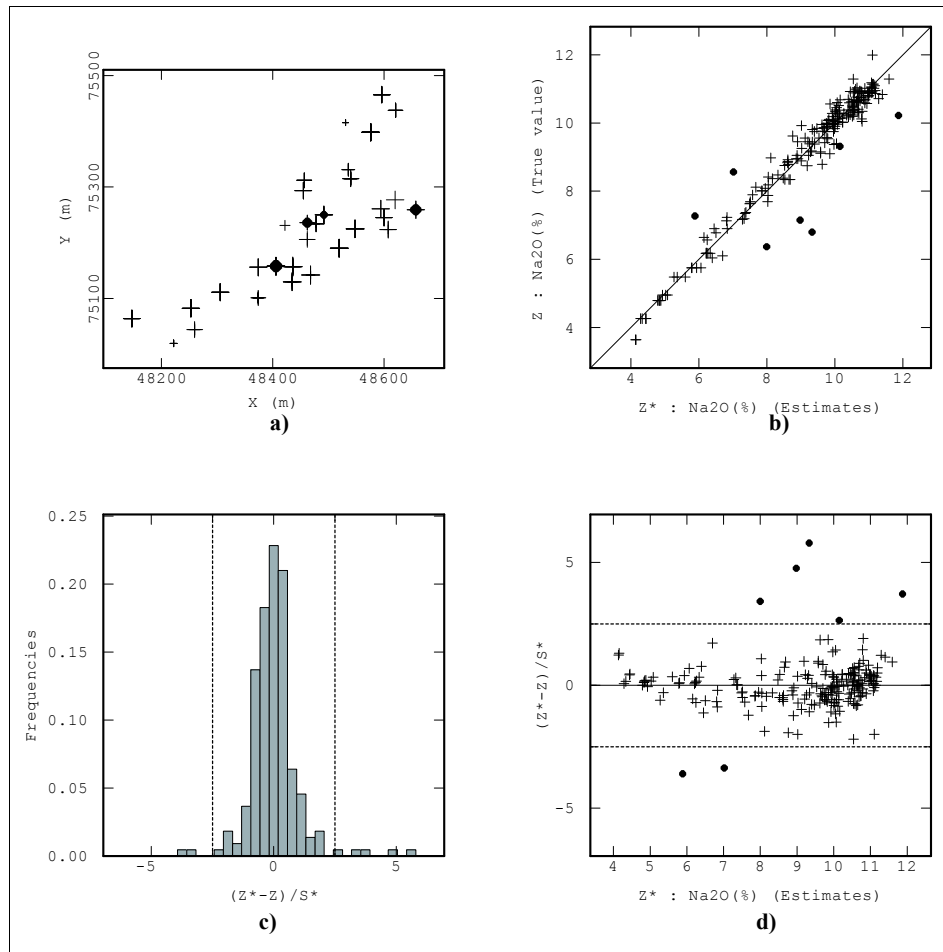 75500
75300
75100
Y (m)
48200 48400 48600
X (m)
a)
12
10
8
6
4
Z : Na2O(%) (True value)
4 6 8 10 12
Z* : Na2O(%) (Estimates)
b)
0.25
0.20
0.15
0.10
0.05
0.00
Frequencies
-5 0 5
(Z*-Z)/S*
c)
5
0
-5
(Z*-Z)/S*
4 5 6 7 8 9 10 11 12
Z* : Na2O(%) (Estimates)
d)